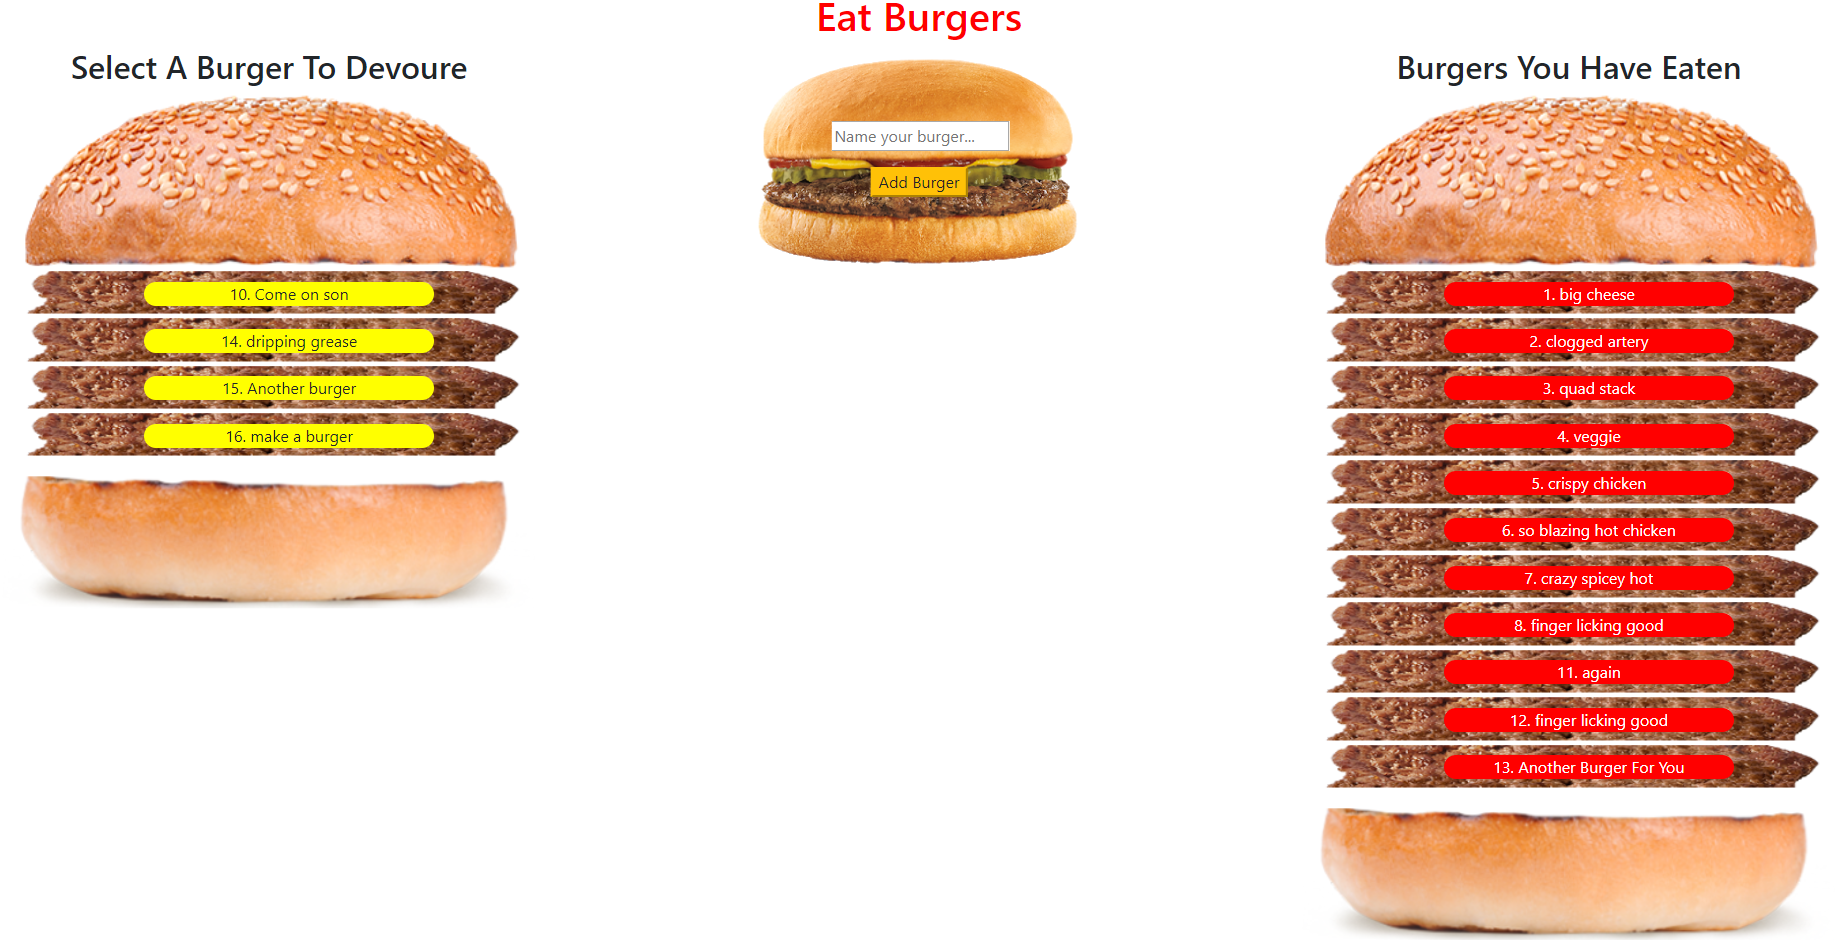 Eat Burgers
Select A Burger To Devoure
10. Come on son
14. dripping grease
15. Another burger
16. make a burger
Name your burger...
Add Burger
Burgers You Have Eaten
1. big cheese
2. clogged artery
3. quad stack
4. veggie
5. crispy chicken
6. so blazing hot chicken
7. crazy spicey hot
8. finger licking good
11. again
12. finger licking good
13. Another Burger For You